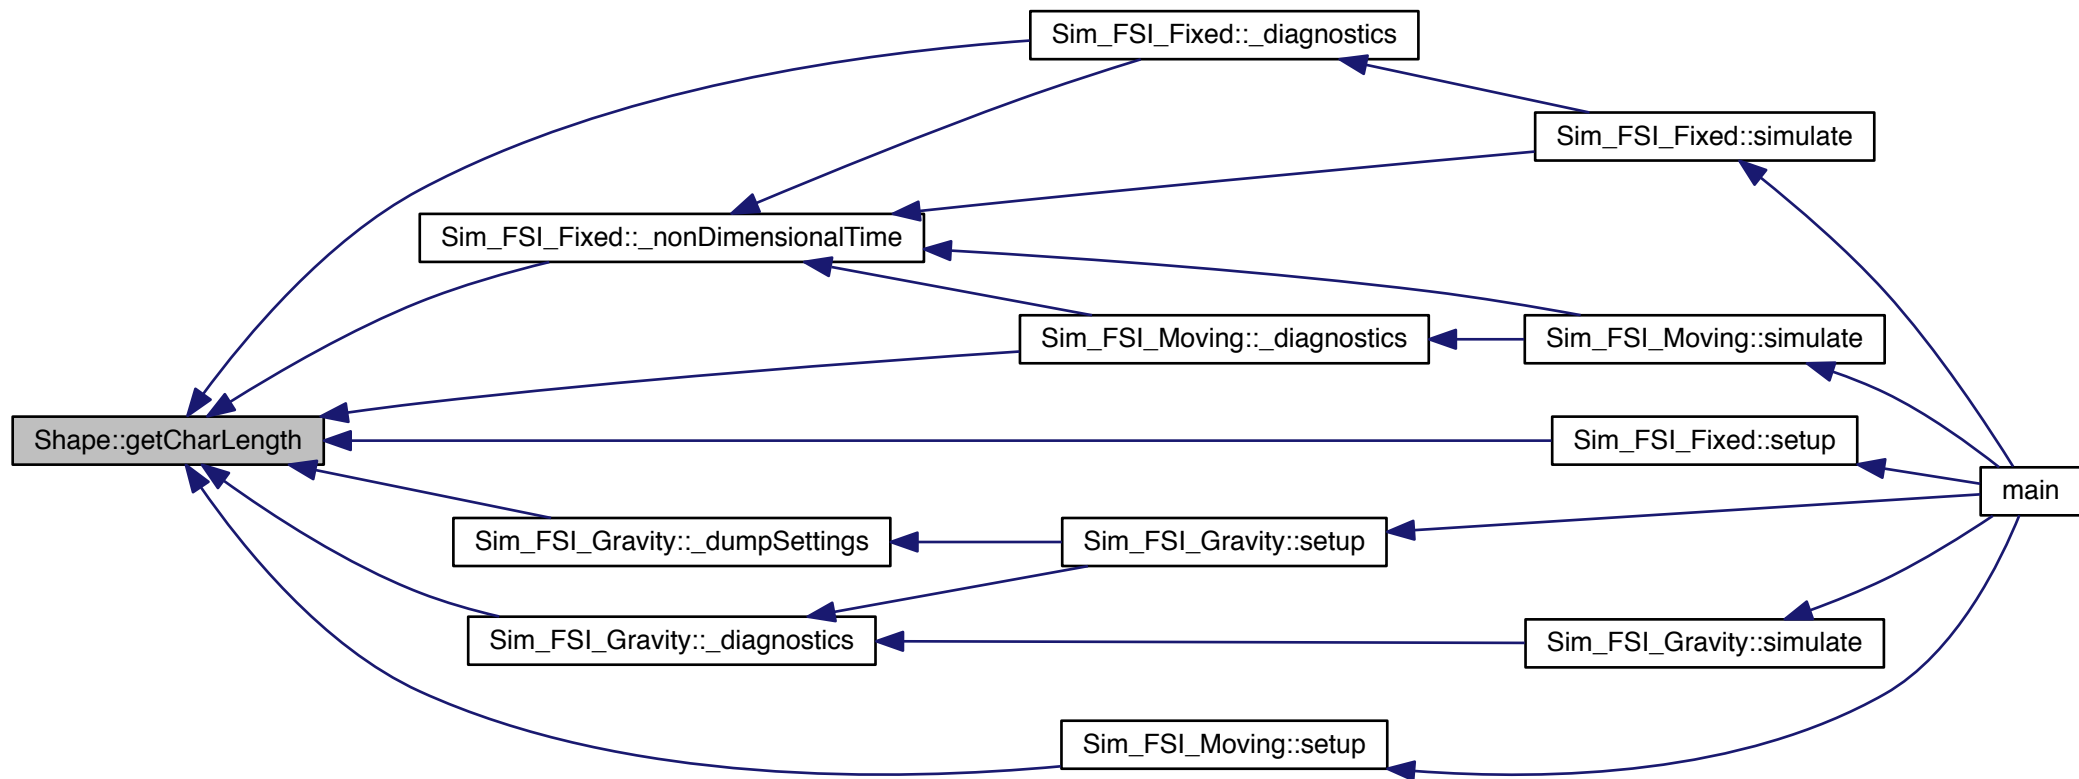 Sim_FSI_Fixed::_diagnostics
Sim_FSI_Fixed::simulate
Sim_FSI_Fixed::_nonDimensionalTime
Sim_FSI_Moving::_diagnostics
Sim_FSI_Moving::simulate
Shape::getCharLength
Sim_FSI_Fixed::setup
main
Sim_FSI_Gravity::_dumpSettings
Sim_FSI_Gravity::setup
Sim_FSI_Gravity::_diagnostics
Sim_FSI_Gravity::simulate
Sim_FSI_Moving::setup